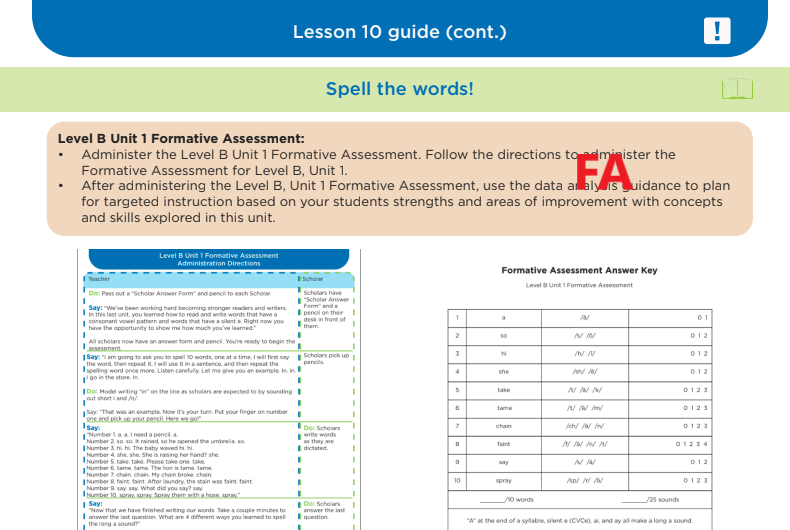 Lesson 10 guide (cont.)
!
Spell the words!
Level B Unit 1 Formative Assessment:
• Administer the Level B Unit 1 Formative Assessment. Follow the directions to administer the
Formative Assessment for Level B, Unit 1.
• After administering the Level B, Unit 1 Formative Assessment, use the data analysis guidance to plan
for targeted instruction based on your students strengths and areas of improvement with concepts
and skills explored in this unit.
FA
Level B Unit 1 Formative Assessment
Administration Directions
Teacher
Scholar
Do: Pass out a “Scholar Answer Form” and pencil to each Scholar.
Say: “We’ve been working hard becoming stronger readers and writers.
In this last unit, you learned how to read and write words that have a
consonant vowel pattern and words that have a silent e. Right now you
have the opportunity to show me how much you’ve learned.”
All scholars now have an answer form and pencil. You’re ready to begin the
assessment.
Scholars have
“Scholar Answer
Form” and a
pencil on their
desk in front of
them.
Say: “I am going to ask you to spell 10 words, one at a time. I will first say
the word, then repeat it. I will use it in a sentence, and then repeat the
spelling word once more. Listen carefully. Let me give you an example. In. in.
I go in the store. In.
Do: Model writing “in” on the line as scholars are expected to by sounding
out short i and /n/.
Say: “That was an example. Now it’s your turn. Put your finger on number
one and pick up your pencil. Here we go!”
Scholars pick up
pencils.
Say:
“Number 1. a. a. I need a pencil. a.
Number 2. so. so. It rained, so he opened the umbrella. so.
Number 3. hi. hi. The baby waved hi. hi.
Number 4. she. she. She is raising her hand? she.
Number 5. take. take. Please take one. take.
Number 6. tame. tame. The lion is tame. tame.
Number 7. chain. chain. My chain broke. chain.
Number 8. faint. faint. After laundry, the stain was faint. faint.
Number 9. say. say. What did you say? say.
Number 10. spray. spray. Spray them with a hose. spray.”
Do: Scholars
write words
as they are
dictated.
Say:
“Now that we have finished writing our words. Take a couple minutes to
answer the last question. What are 4 different ways you learned to spell
the long a sound?”
Do: Scholars
answer the last
question.
Formative Assessment Answer Key
Level B Unit 1 Formative Assessment
1 a /ā/ 0 1
2 so /s/ /ō/ 0 1 2
3 hi /h/ /ī/ 0 1 2
4 she /sh/ /ē/ 0 1 2
5 take /t/ /ā/ /k/ 0 1 2 3
6 tame /t/ /ā/ /m/ 0 1 2 3
7 chain /ch/ /ā/ /n/ 0 1 2 3
8 faint /f/ /ā/ /n/ /t/ 0 1 2 3 4
9 say /s/ /ā/ 0 1 2
10 spray /sp/ /r/ /ā/ 0 1 2 3
______/10 words ______/25 sounds
“A” at the end of a syllable, silent e (CVCe), ai, and ay all make a long a sound.